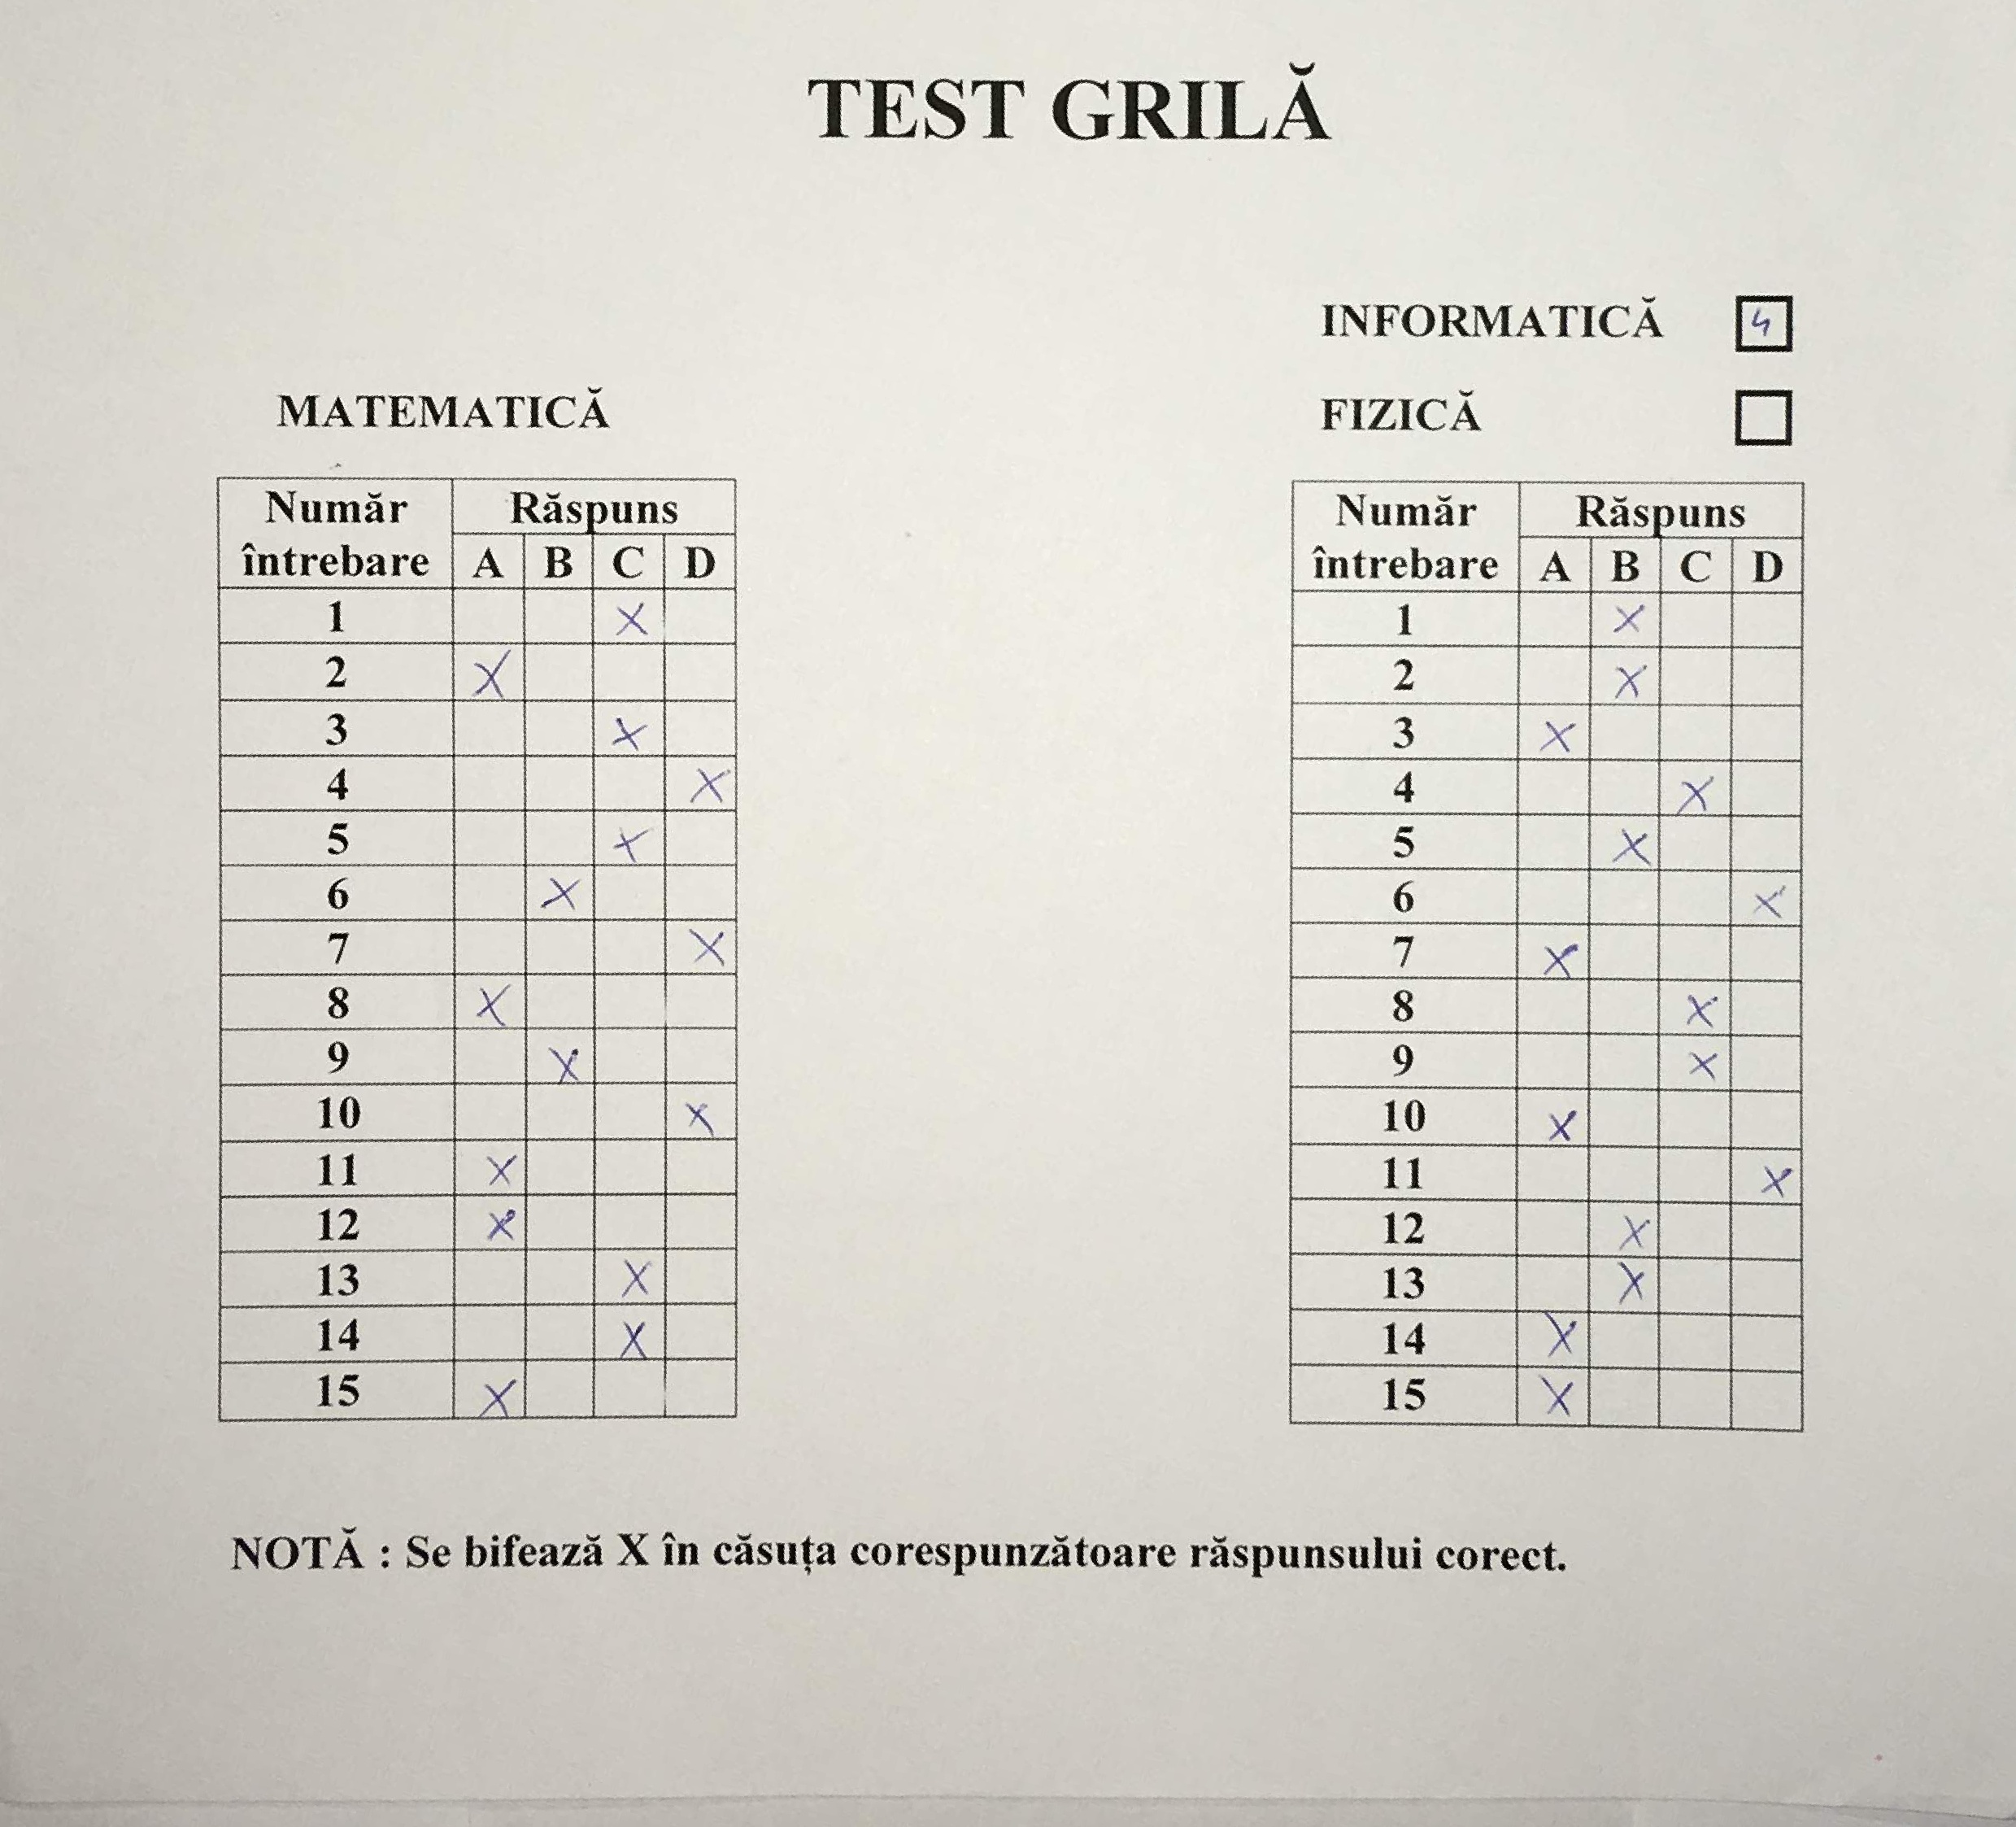 TEST GRILĂ
INFORMATICĂ 4
FIZICĂ
MATEMATICĂ
Număr întrebare Răspuns
A B C D
1 X
2 X
3 X
4 X
5 X
6 X
7 X
8 X
9 X
10 X
11 X
12 X
13 X
14 X
15 X
Număr întrebare Răspuns
A B C D
1 X
2 X
3 X
4 X
5 X
6 X
7 X
8 X
9 X
10 X
11 X
12 X
13 X
14 X
15 X
NOTĂ : Se bifează X în căsuța corespunzătoare răspunsului corect.